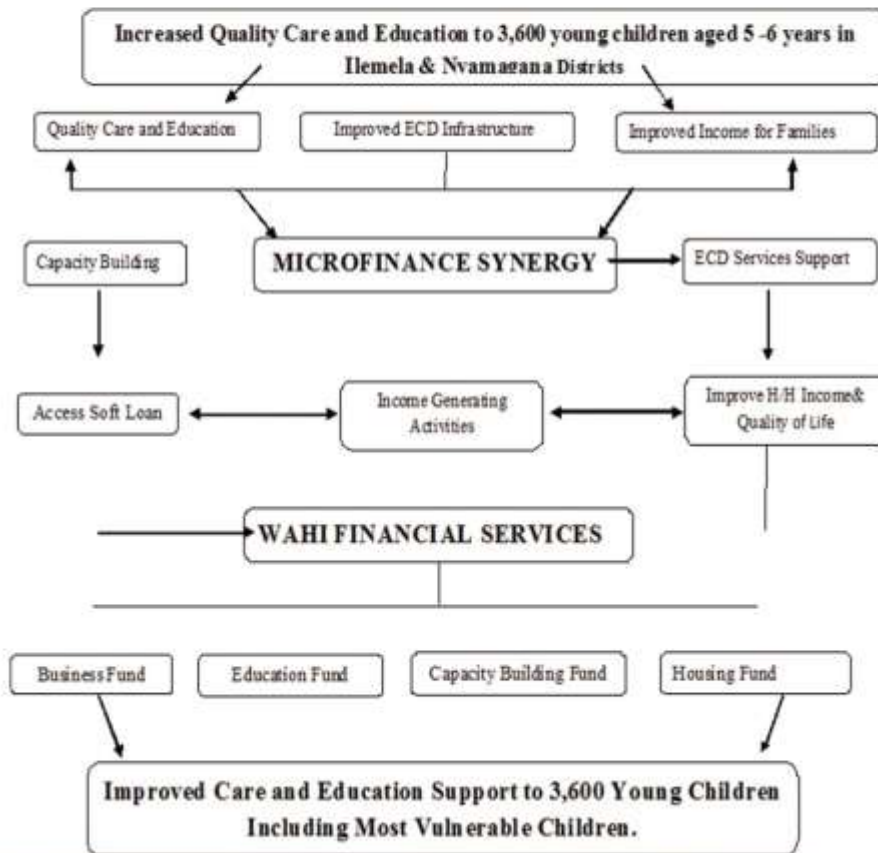 Increased Quality Care and Education to 3,600 young children aged 5 -6 years in
Ilemela & Nvamagana Districts
Quality Care and Education
Improved ECD Infrastructure
Improved Income for Families
Capacity Building
MICROFINANCE SYNERGY
ECD Services Support
Access Soft Loan
Income Generating
Activities
Improve H/H Income&
Quality of Life
WAHI FINANCIAL SERVICES
Business Fund
Education Fund
Capacity Building Fund
Housing Fund
Improved Care and Education Support to 3,600 Young Children
Including Most Vulnerable Children.